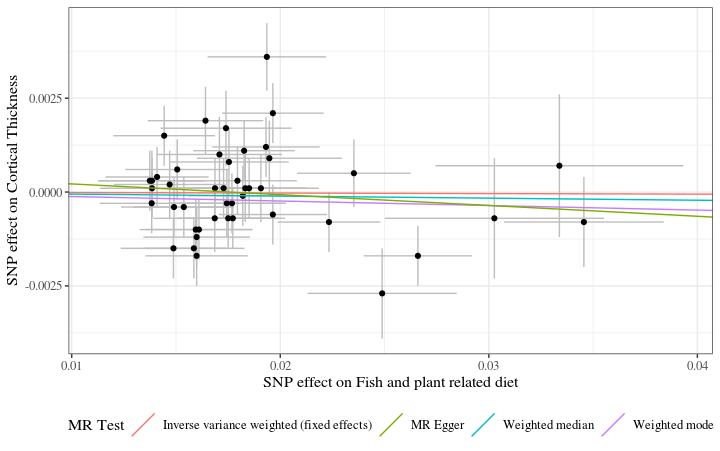 SNP effect on Cortical Thickness
0.0025
0.0000
-0.0025
0.01
0.02
0.03
0.04
SNP effect on Fish and plant related diet
MR Test
Inverse variance weighted (fixed effects)
MR Egger
Weighted median
Weighted mode